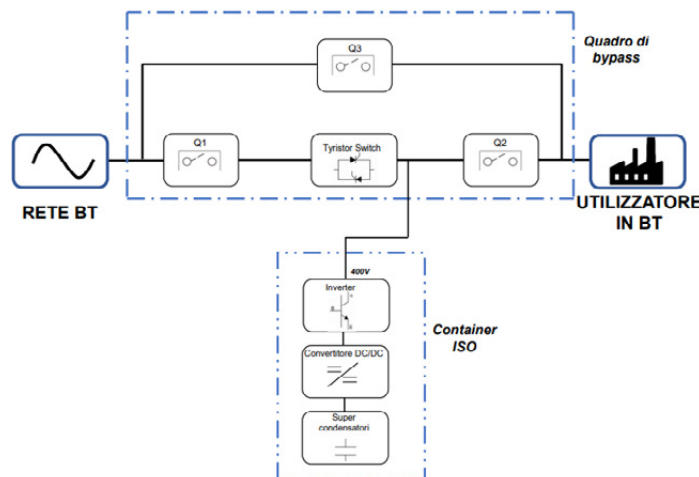 Q3
Quadro di
bypass
Q1
Tyristor Switch
Q2
RETE BT
UTILIZZATORE
IN BT
400V
Inverter
Container
ISO
Convertitore DC/DC
Super
condensatori